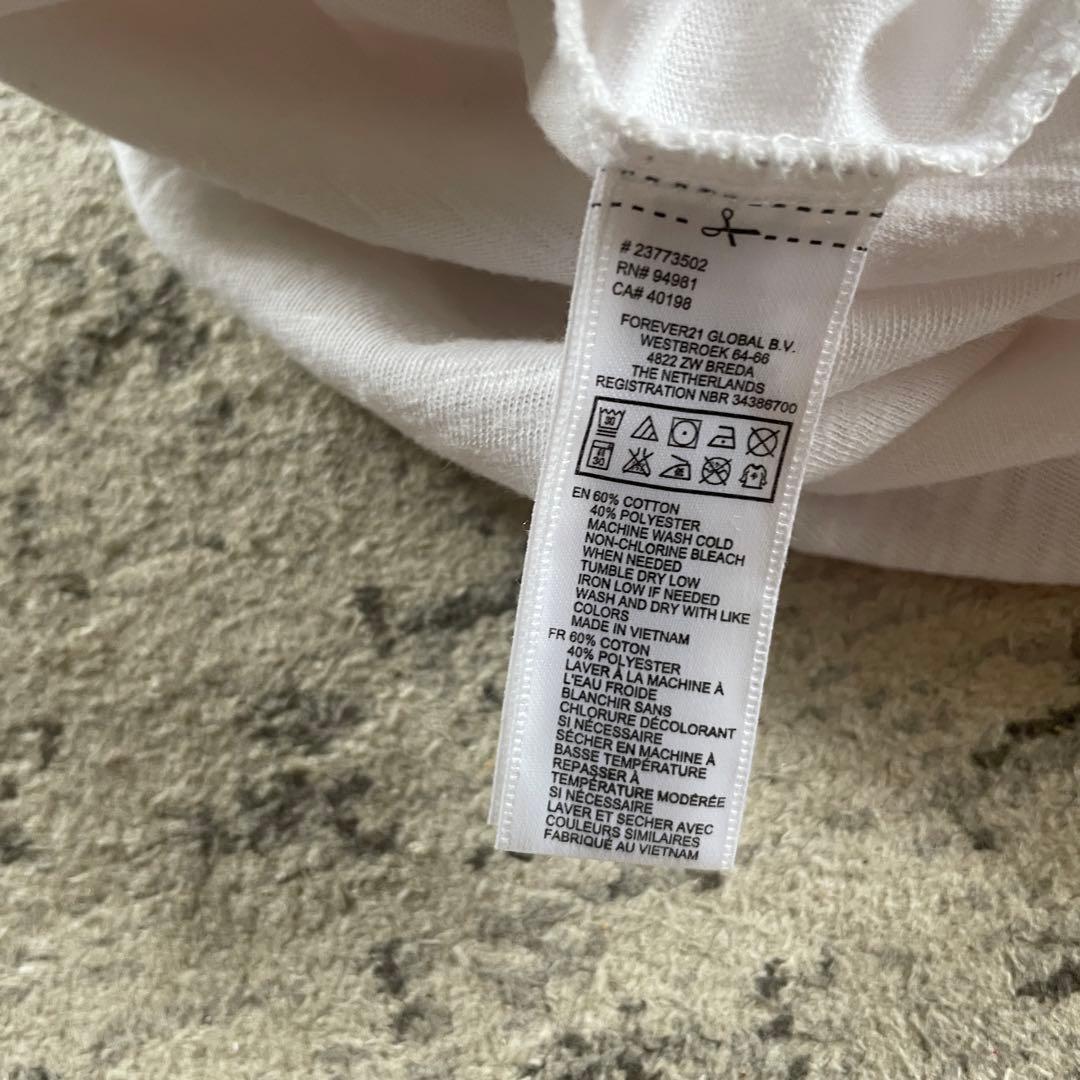 # 23773502
RN# 94981
CA# 40198
FOREVER21 GLOBAL B.V.
WESTBROEK 64-66
4822 ZW BREDA
THE NETHERLANDS
REGISTRATION NBR 34386700
30
30
EN 60% COTTON
40% POLYESTER
MACHINE WASH COLD
NON-CHLORINE BLEACH
WHEN NEEDED
TUMBLE DRY LOW
IRON LOW IF NEEDED
WASH AND DRY WITH LIKE
COLORS
MADE IN VIETNAM
FR 60% COTON
40% POLYESTER
LAVER À LA MACHINE À
L'EAU FROIDE
BLANCHIR SANS
CHLORURE DÉCOLORANT
SI NÉCESSAIRE
SÉCHER EN MACHINE À
BASSE TEMPÉRATURE
REPASSER À
TEMPÉRATURE MODÉRÉE
SI NÉCESSAIRE
LAVER ET SECHER AVEC
COULEURS SIMILAIRES
FABRIQUÉ AU VIETNAM